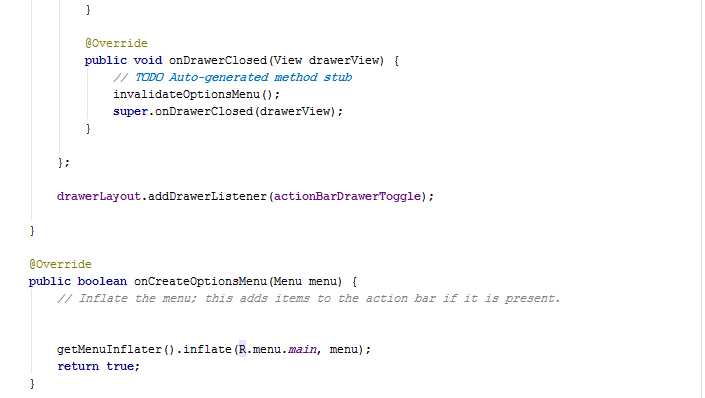 }
@Override
public void onDrawerClosed(View drawerView) {
// TODO Auto-generated method stub
invalidateOptionsMenu();
super.onDrawerClosed(drawerView);
}
};
drawerLayout.addDrawerListener(actionBarDrawerToggle);
}
@Override
public boolean onCreateOptionsMenu(Menu menu) {
// Inflate the menu; this adds items to the action bar if it is present.
getMenuInflater().inflate(R.menu.main, menu);
return true;
}